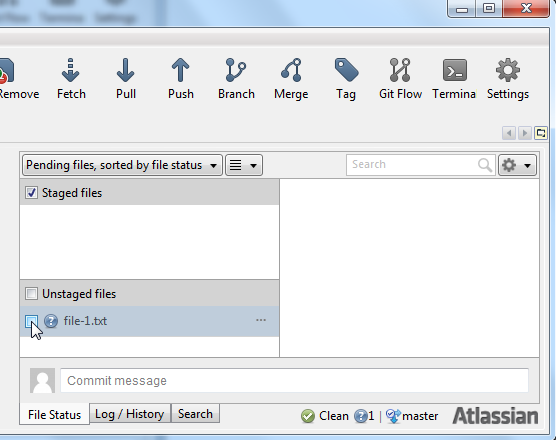 Remove Fetch Pull Push Branch Merge Tag Git Flow Termina Settings
Pending files, sorted by file status Search
Staged files
Unstaged files
file-1.txt ...
Commit message
File Status Log / History Search Clean 1 | master Atlassian